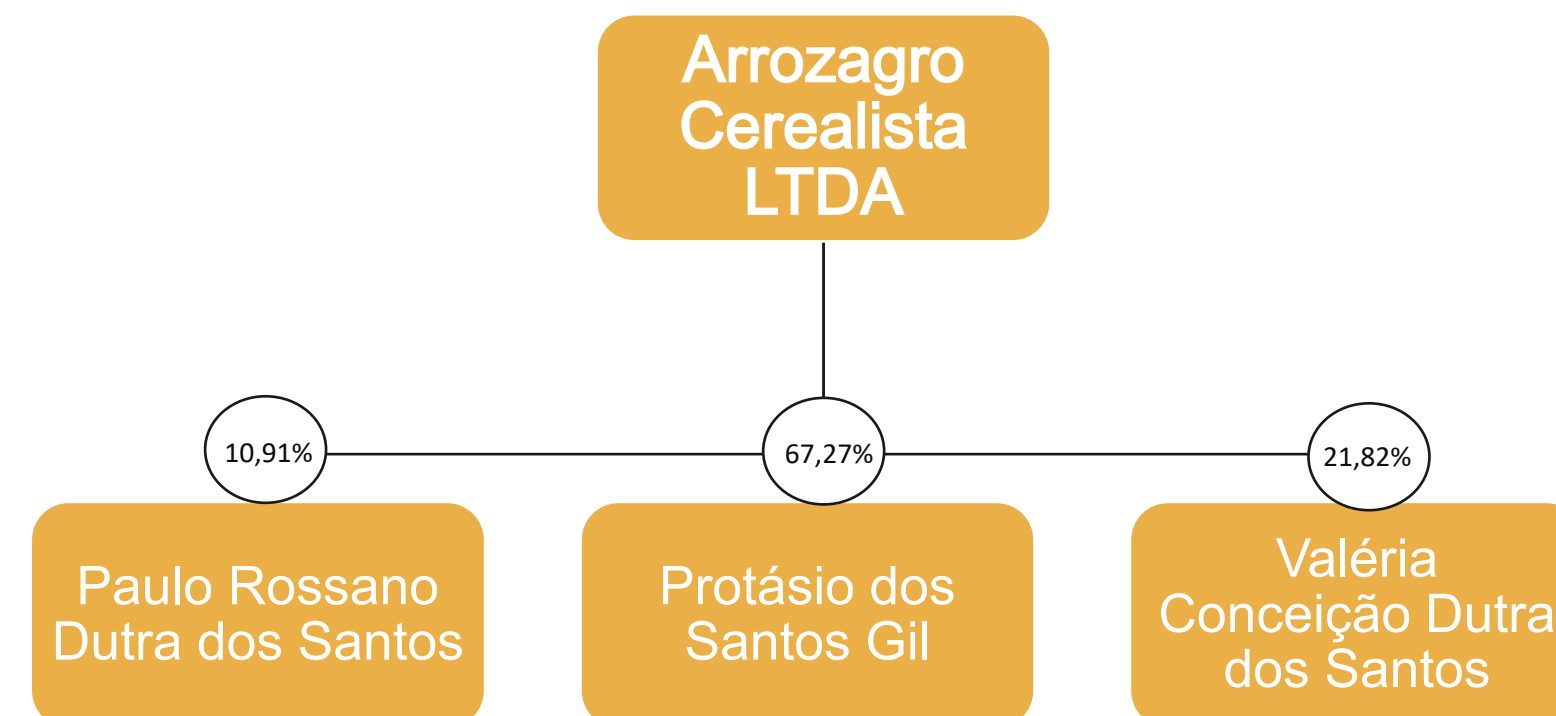 Arrozagro
Cerealista
LTDA
10,91%
67,27%
21,82%
Paulo Rossano
Dutra dos Santos
Protásio dos
Santos Gil
Valéria
Conceição Dutra
dos Santos